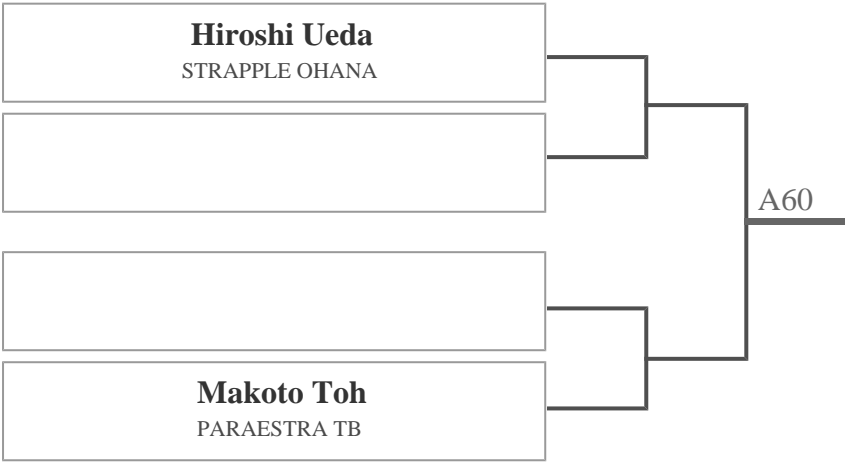 Hiroshi Ueda
STRAPPLE OHANA
A60
Makoto Toh
PARAESTRA TB